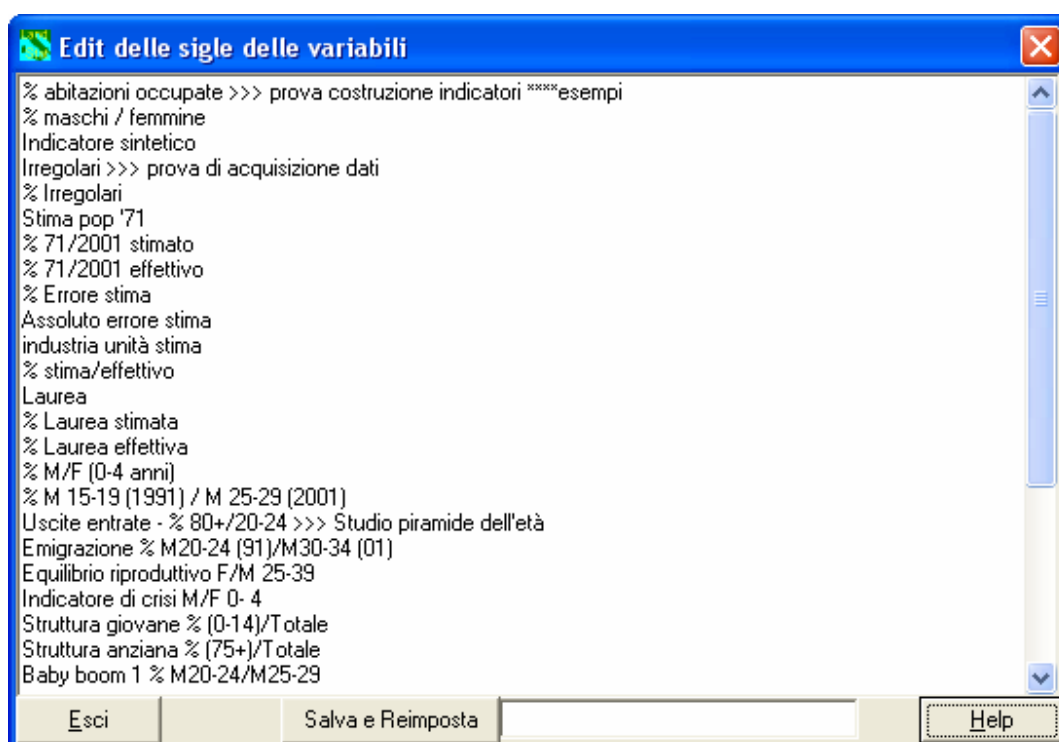 Edit delle sigle delle variabili
% abitazioni occupate >>> prova costruzione indicatori ****esempi
% maschi / femmine
Indicatore sintetico
Irregolari >>> prova di acquisizione dati
% Irregolari
Stima pop '71
% 71/2001 stimato
% 71/2001 effettivo
% Errore stima
Assoluto errore stima
industria unità stima
% stima/effettivo
Laurea
% Laurea stimata
% Laurea effettiva
% M/F (0-4 anni)
% M 15-19 (1991) / M 25-29 (2001)
Uscite entrate - % 80+/20-24 >>> Studio piramide dell'età
Emigrazione % M20-24 (91)/M30-34 (01)
Equilibrio riproduttivo F/M 25-39
Indicatore di crisi M/F 0- 4
Struttura giovane % (0-14)/Totale
Struttura anziana % (75+)/Totale
Baby boom 1 % M20-24/M25-29
Esci Salva e Reimposta Help